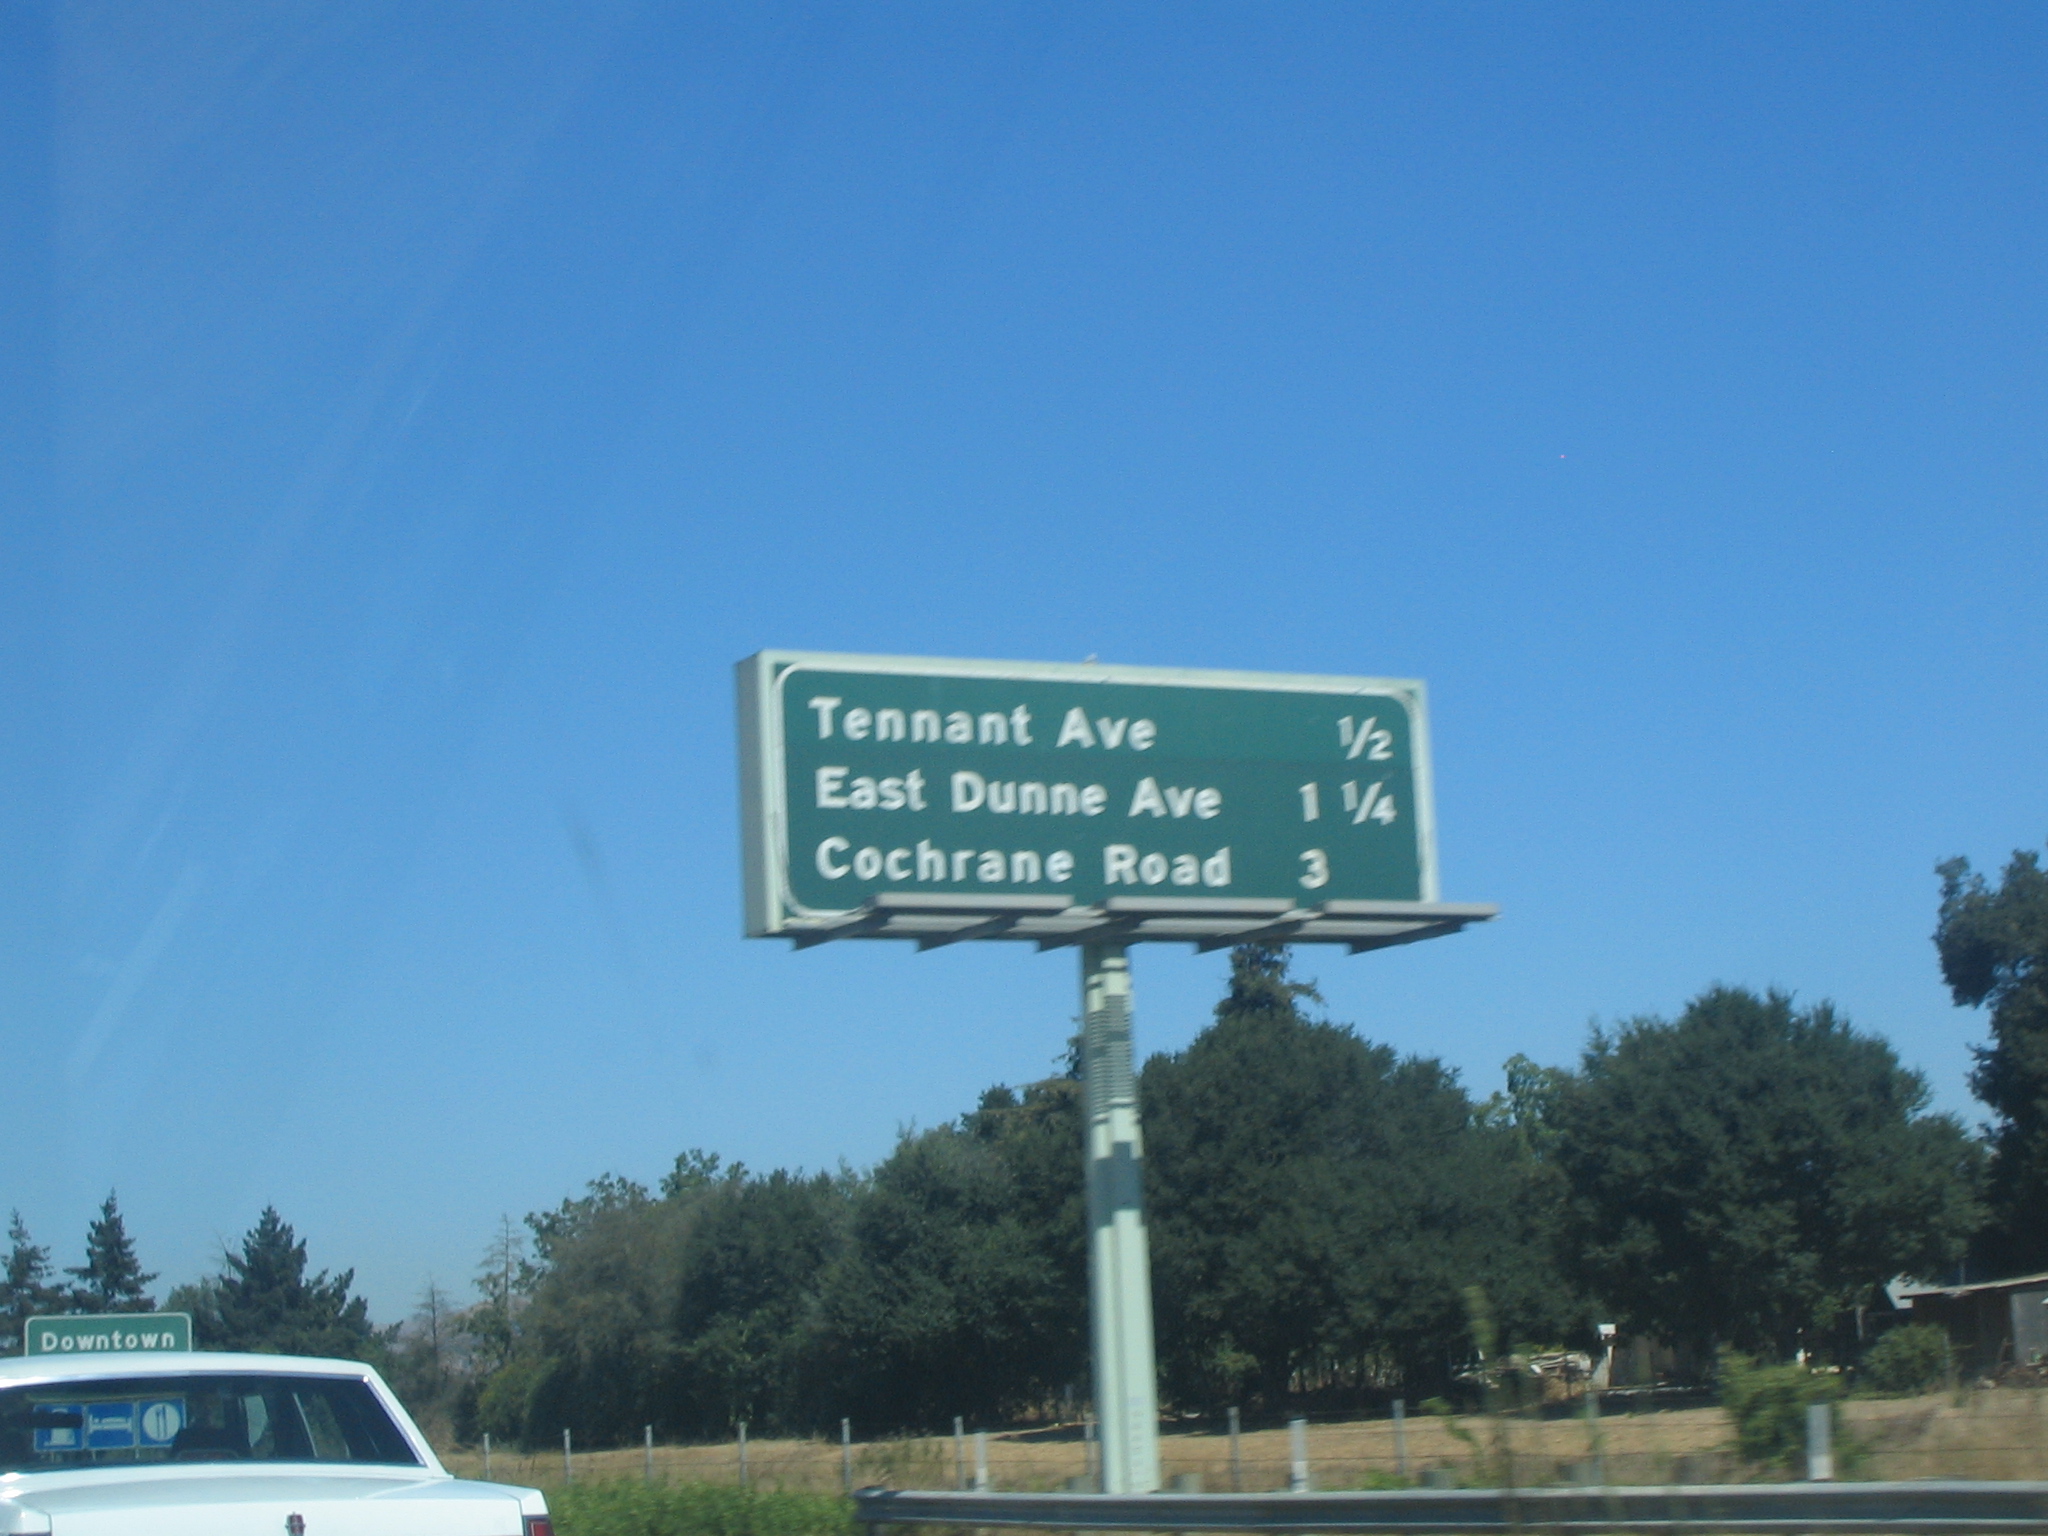 Tennant Ave ½
East Dunne Ave 1 ¼
Cochrane Road 3
Downtown